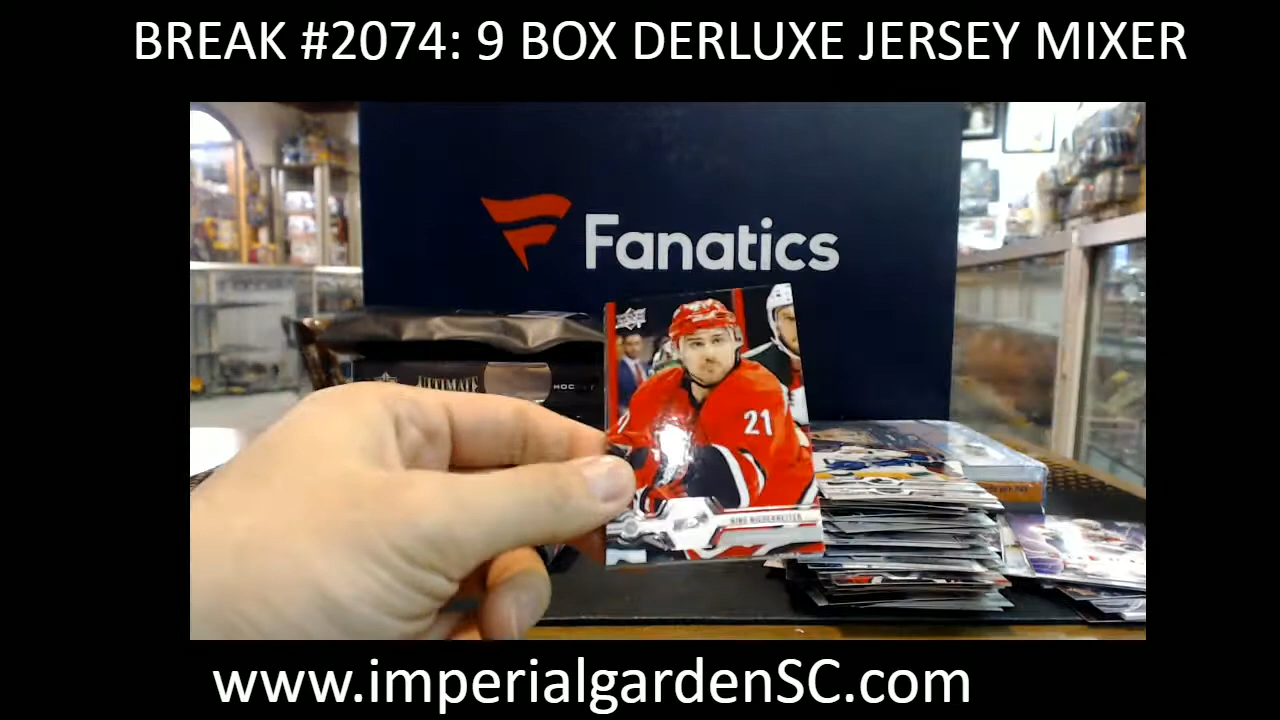 BREAK #2074: 9 BOX DERLUXE JERSEY MIXER
Fanatics
ULTIMATE
HOCKEY
21
NINO NIEDERREITER
www.imperialgardenSC.com